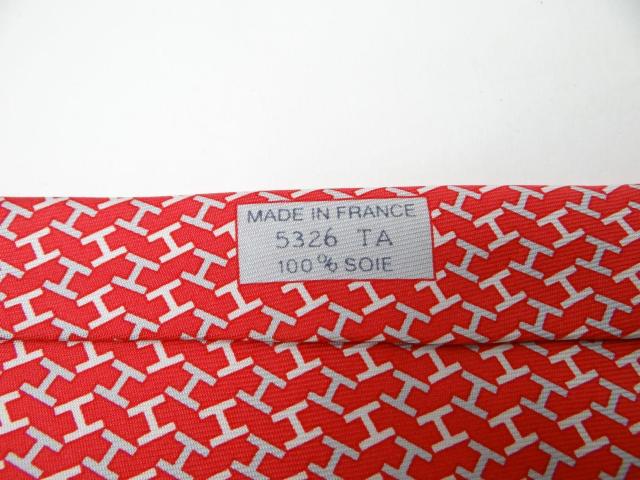 MADE IN FRANCE
5326 TA
100% SOIE